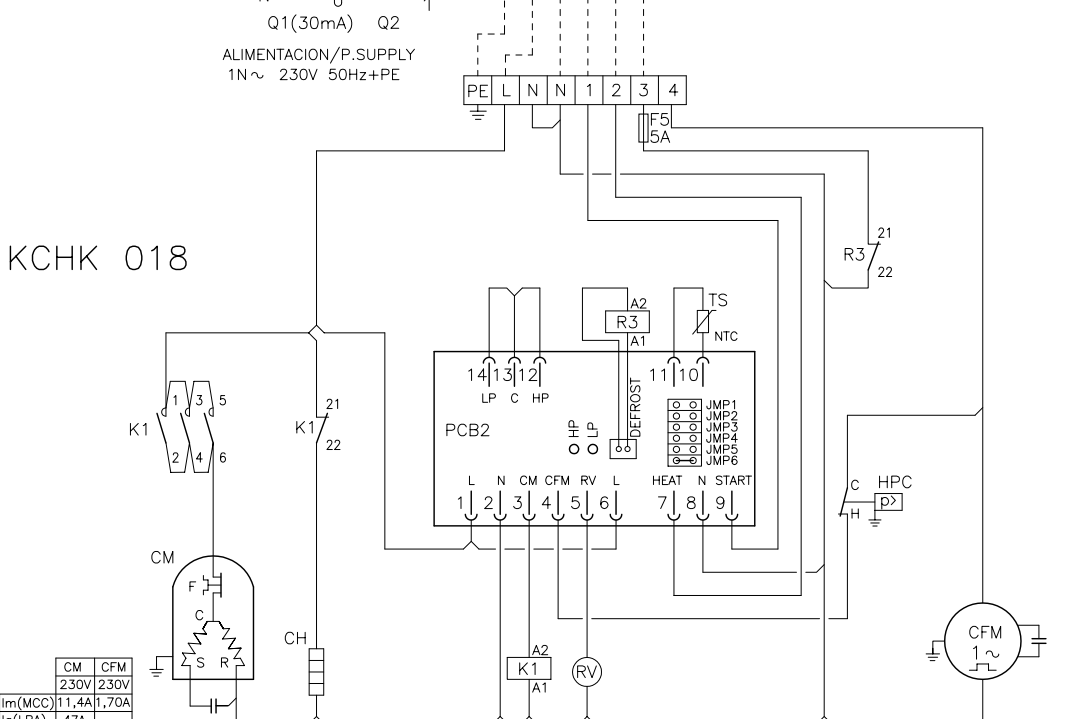 Q1(30mA) Q2
ALIMENTACION/P.SUPPLY
1N~ 230V 50Hz+PE
PE L N N 1 2 3 4
F5
5A
KCHK 018
21
R3
22
A2
R3
A1
TS
NTC
14 13 12 11 10
LP C HP
DEFROST
JMP1
JMP2
JMP3
JMP4
JMP5
JMP6
HP LP
PCB2
K1 1 3 5
2 4 6
21
K1
22
L N CM CFM RV L HEAT N START
1 2 3 4 5 6 7 8 9
C HPC
p>
H
CM
F
C
S R
CH
A2
K1
A1
RV
CFM
1~
CM CFM
230V 230V
Im(MCC) 11,4A 1,70A
47A